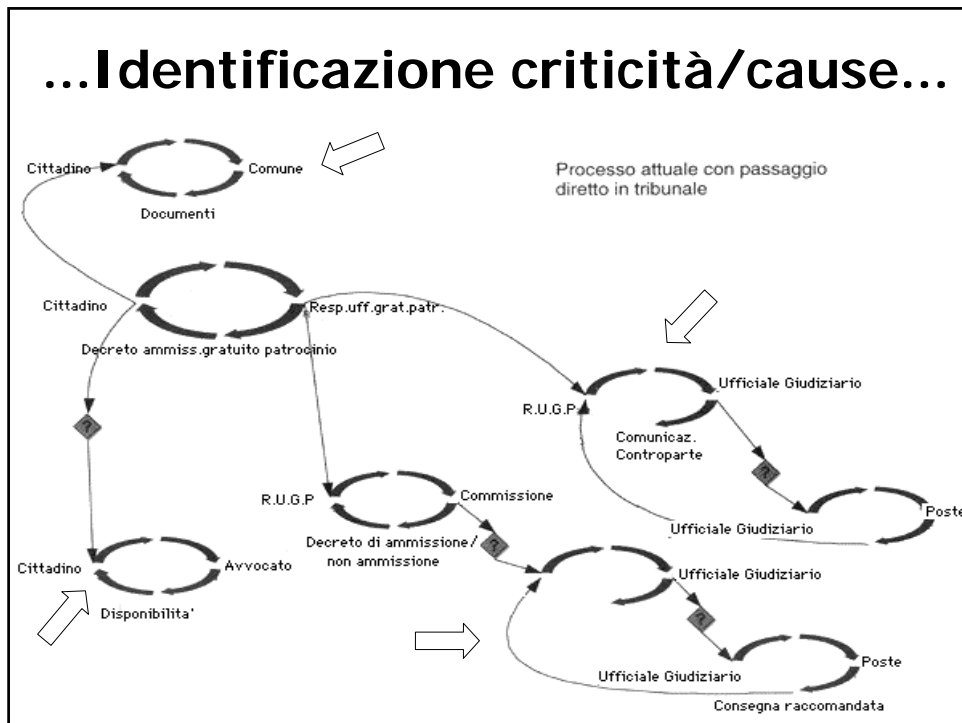 ...Identificazione criticità/cause...
Cittadino
Comune
Documenti
Processo attuale con passaggio
diretto in tribunale
Cittadino
Resp.uff.grat.patr.
Decreto ammiss.gratuito patrocinio
?
R.U.G.P
Ufficiale Giudiziario
Comunicaz.
Controparte
?
Ufficiale Giudiziario
Poste
R.U.G.P
Commissione
Decreto di ammissione/
non ammissione
?
Cittadino
Avvocato
Disponibilita'
Ufficiale Giudiziario
?
Ufficiale Giudiziario
Poste
Consegna raccomandata